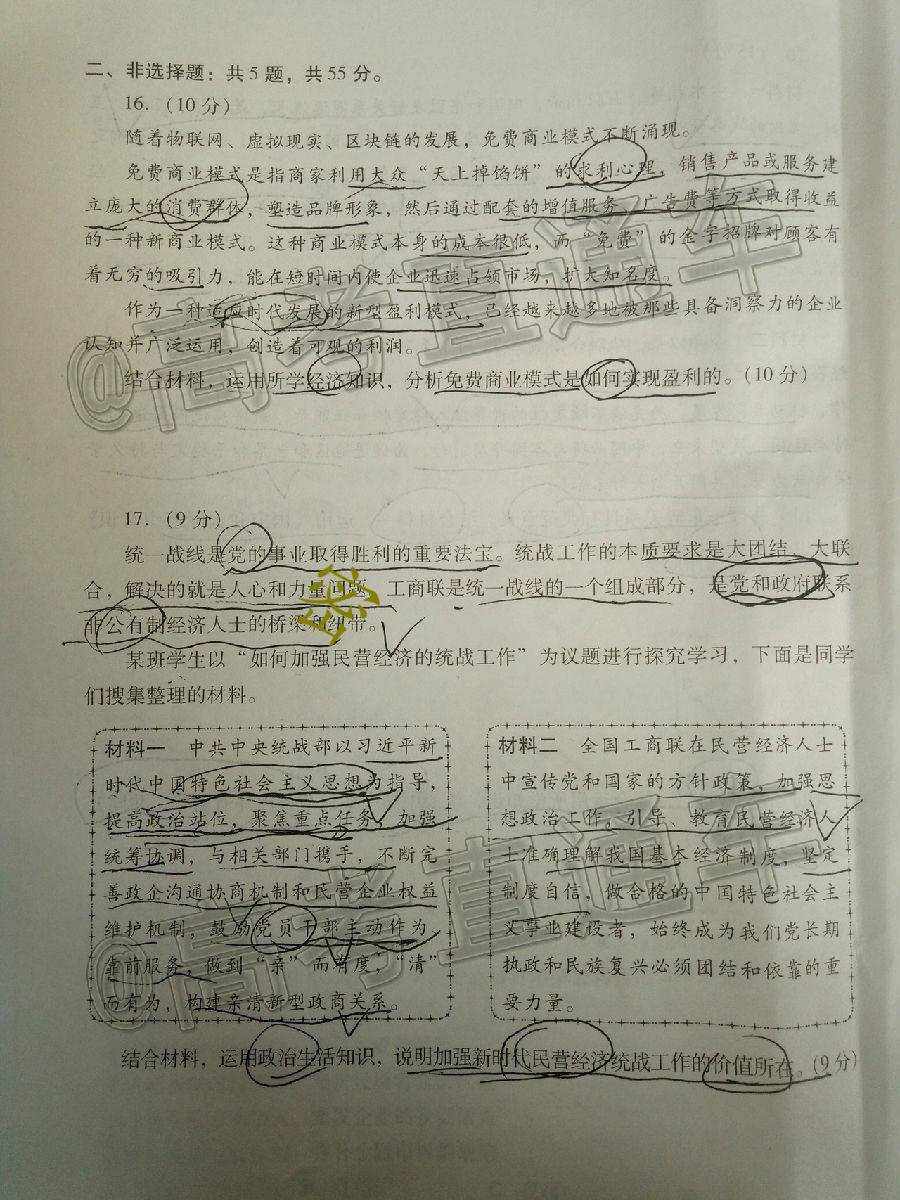 二、非选择题：共5题，共55分。
16.（10分）
随着物联网、虚拟现实、区块链的发展，免费商业模式不断涌现。
免费商业模式是指商家利用大众“天上掉馅饼”的求利心理，销售产品或服务建
立庞大的消费群体，塑造品牌形象，然后通过配套的增值服务、广告费等方式取得收益
的一种新商业模式。这种商业模式本身的成本很低，而“免费”的金字招牌对顾客有
着无穷的吸引力，能在短时间内使企业迅速占领市场，扩大知名度。
作为一种适应时代发展的新型盈利模式，已经越来越多地被那些具备洞察力的企业
认知并广泛运用，创造着可观的利润。
结合材料，运用所学经济知识，分析免费商业模式是如何实现盈利的。（10分）
17.（9分）
统一战线是党的事业取得胜利的重要法宝。统战工作的本质要求是大团结、大联
合，解决的就是人心和力量问题。工商联是统一战线的一个组成部分，是党和政府联系
非公有制经济人士的桥梁和纽带。
某班学生以“如何加强民营经济的统战工作”为议题进行探究学习，下面是同学
们搜集整理的材料。
材料一 中共中央统战部以习近平新
时代中国特色社会主义思想为指导，
提高政治站位，聚焦重点任务，加强
统筹协调，与相关部门携手，不断完
善政企沟通协商机制和民营企业权益
维护机制，鼓励党员干部主动作为
靠前服务，做到“亲”而有度，“清”
而有为，构建亲清新型政商关系。
材料二 全国工商联在民营经济人士
中宣传党和国家的方针政策，加强思
想政治工作，引导、教育民营经济人
士准确理解我国基本经济制度，坚定
制度自信，做合格的中国特色社会主
义事业建设者，始终成为我们党长期
执政和民族复兴必须团结和依靠的重
要力量。
结合材料，运用政治生活知识，说明加强新时代民营经济统战工作的价值所在。（9分）
@高考直通车
@高考直通车
密